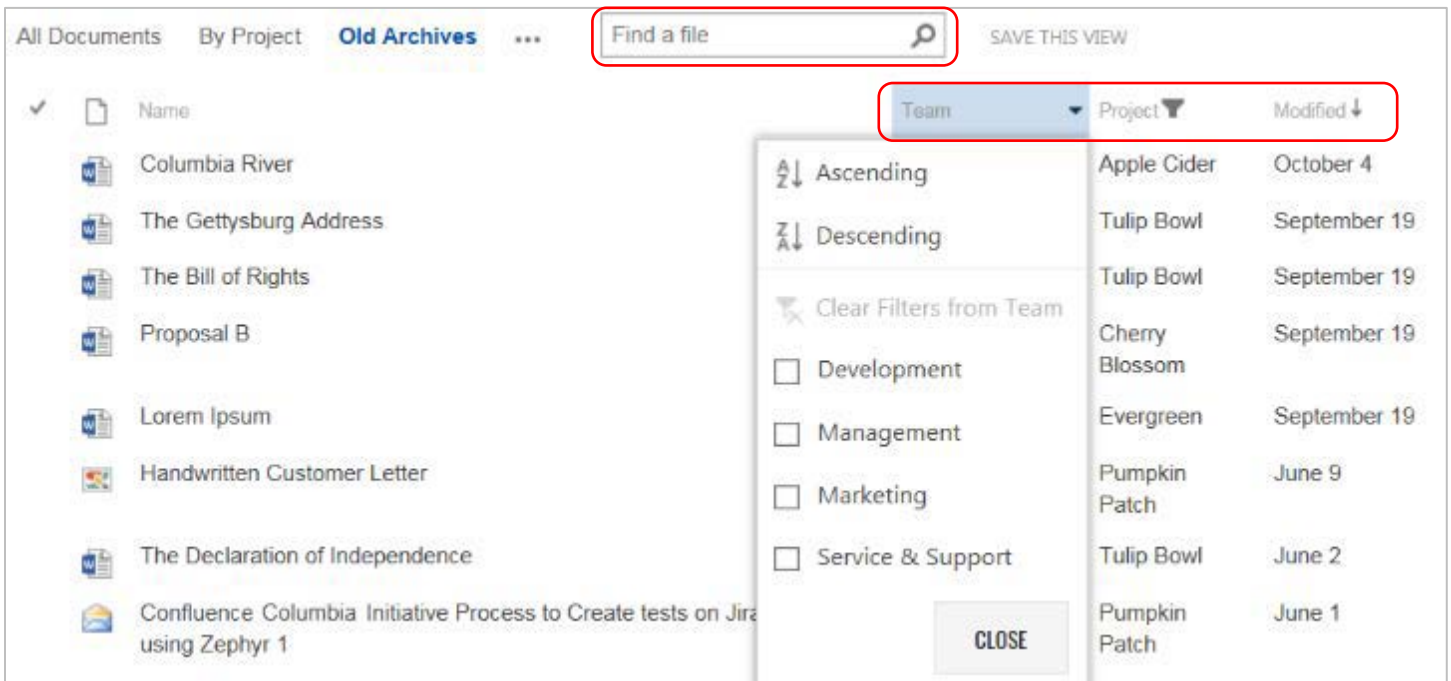 All Documents By Project Old Archives ... Find a file SAVE THIS VIEW
Name Team Project Modified
Columbia River Apple Cider October 4
Ascending
The Gettysburg Address Tulip Bowl September 19
Descending
The Bill of Rights Tulip Bowl September 19
Clear Filters from Team
Proposal B Cherry September 19
Blossom
Development
Lorem Ipsum Evergreen September 19
Management
Handwritten Customer Letter Pumpkin June 9
Patch
Marketing
The Declaration of Independence Service & Support Tulip Bowl June 2
Confluence Columbia Initiative Process to Create tests on Jira Pumpkin June 1
using Zephyr 1 CLOSE Patch